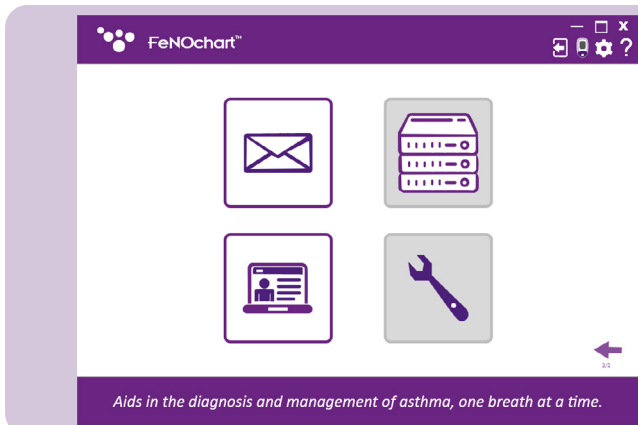 FeNOchart™
2/2
Aids in the diagnosis and management of asthma, one breath at a time.